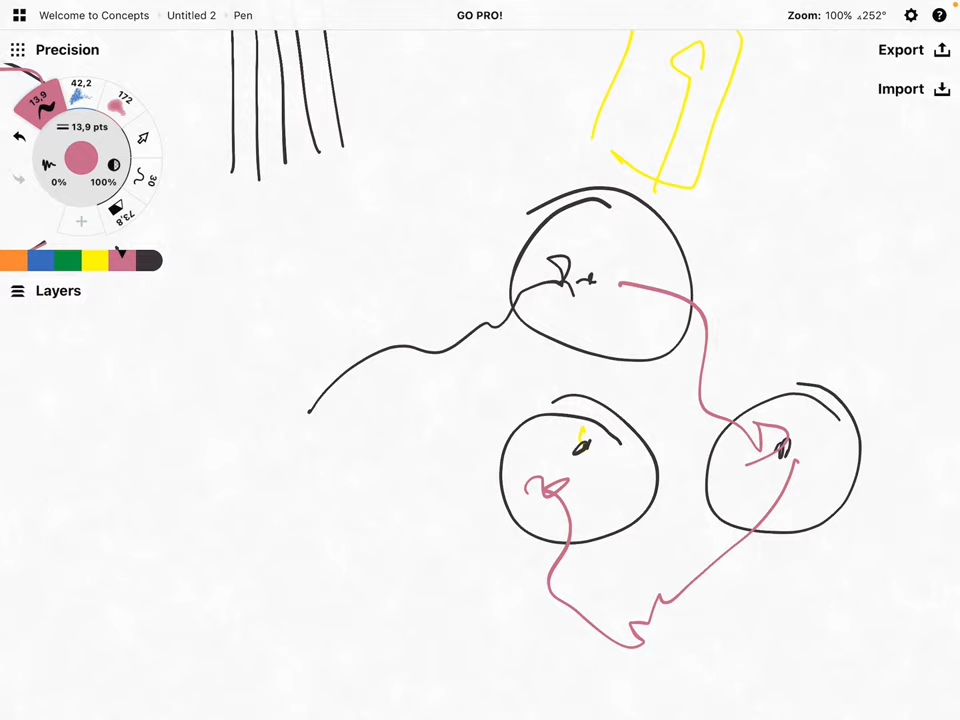 Welcome to Concepts › Untitled 2 › Pen
GO PRO!
Zoom: 100% ⊿252°
Precision
Export
Import
42,2
172
13,9
13,9 pts
30
0% 100%
73,8
Layers